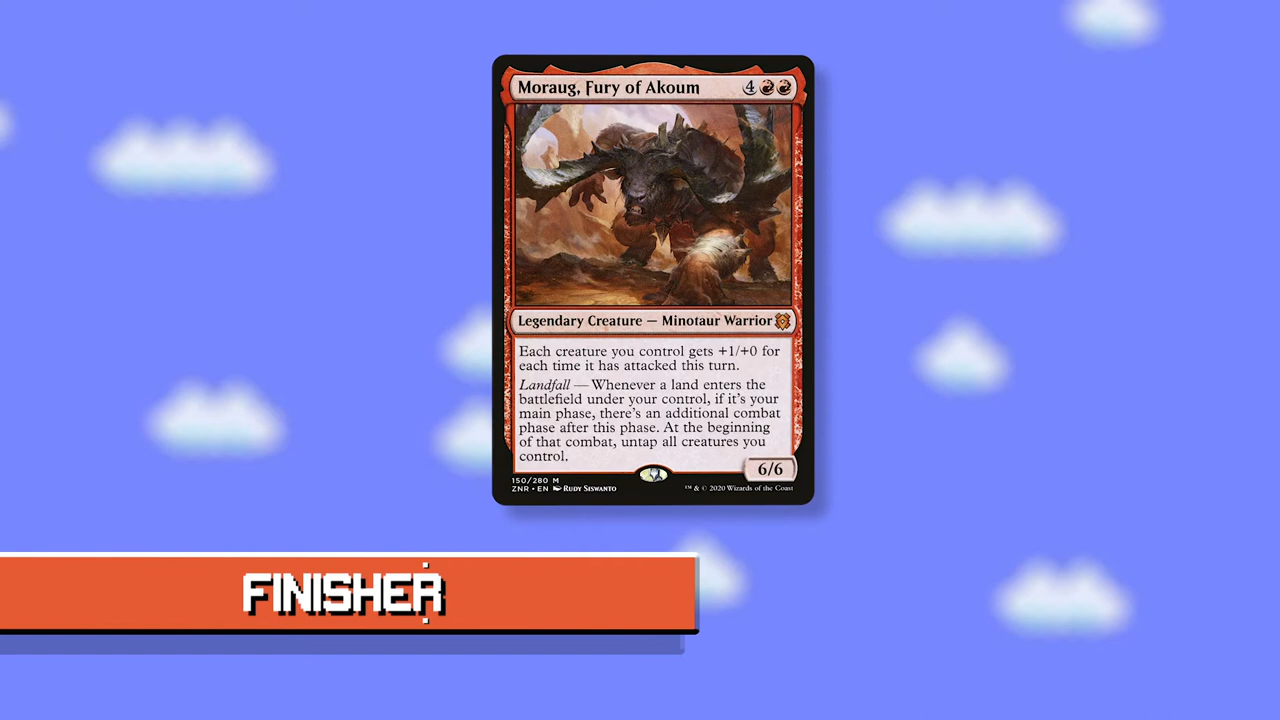 Moraug, Fury of Akoum 4
Legendary Creature — Minotaur Warrior
Each creature you control gets +1/+0 for
each time it has attacked this turn.
Landfall — Whenever a land enters the
battlefield under your control, if it's your
main phase, there's an additional combat
phase after this phase. At the beginning
of that combat, untap all creatures you
control.
6/6
150/280 M
ZNR • EN Rudy Siswanto
™ & © 2020 Wizards of the Coast
FINISHER